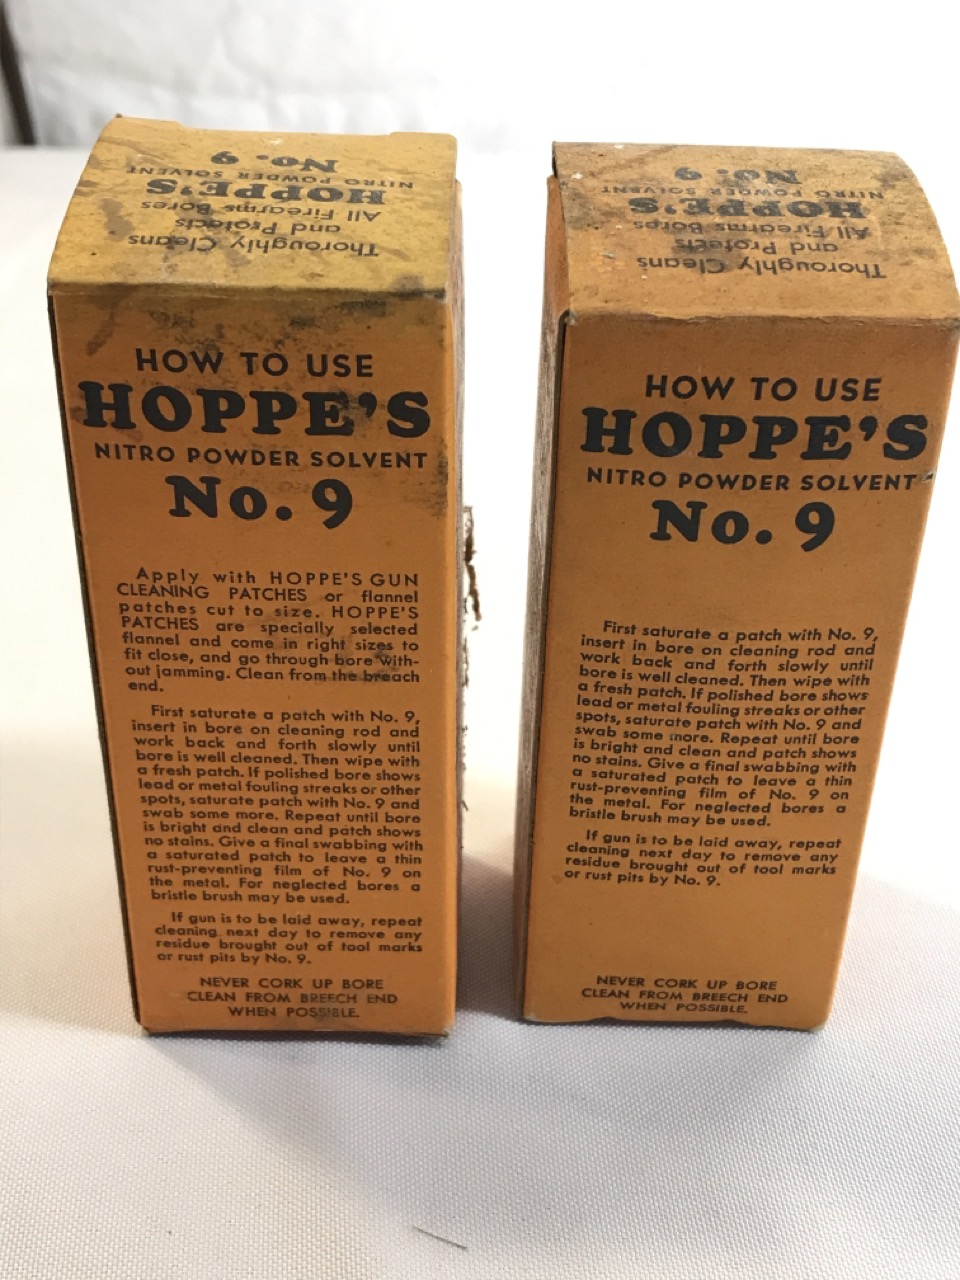 Thoroughly Cleans
and Protects
All Firearms Bores
HOPPE'S
NITRO POWDER SOLVENT
No. 9
HOW TO USE
HOPPE'S
NITRO POWDER SOLVENT
No. 9
Apply with HOPPE'S GUN
CLEANING PATCHES or flannel
patches cut to size. HOPPE'S
PATCHES are specially selected
flannel and come in right sizes to
fit close, and go through bore with-
out jamming. Clean from the breach
end.
First saturate a patch with No. 9,
insert in bore on cleaning rod and
work back and forth slowly until
bore is well cleaned. Then wipe with
a fresh patch. If polished bore shows
lead or metal fouling streaks or other
spots, saturate patch with No. 9 and
swab some more. Repeat until bore
is bright and clean and patch shows
no stains. Give a final swabbing with
a saturated patch to leave a thin
rust-preventing film of No. 9 on
the metal. For neglected bores a
bristle brush may be used.
If gun is to be laid away, repeat
cleaning next day to remove any
residue brought out of tool marks
or rust pits by No. 9.
NEVER CORK UP BORE
CLEAN FROM BREECH END
WHEN POSSIBLE.
Thoroughly Cleans
and Protects
All Firearms Bores
HOPPE'S
NITRO POWDER SOLVENT
No. 9
HOW TO USE
HOPPE'S
NITRO POWDER SOLVENT
No. 9
First saturate a patch with No. 9,
insert in bore on cleaning rod and
work back and forth slowly until
bore is well cleaned. Then wipe with
a fresh patch. If polished bore shows
lead or metal fouling streaks or other
spots, saturate patch with No. 9 and
swab some more. Repeat until bore
is bright and clean and patch shows
no stains. Give a final swabbing with
a saturated patch to leave a thin
rust-preventing film of No. 9 on
the metal. For neglected bores a
bristle brush may be used.
If gun is to be laid away, repeat
cleaning next day to remove any
residue brought out of tool marks
or rust pits by No. 9.
NEVER CORK UP BORE
CLEAN FROM BREECH END
WHEN POSSIBLE.